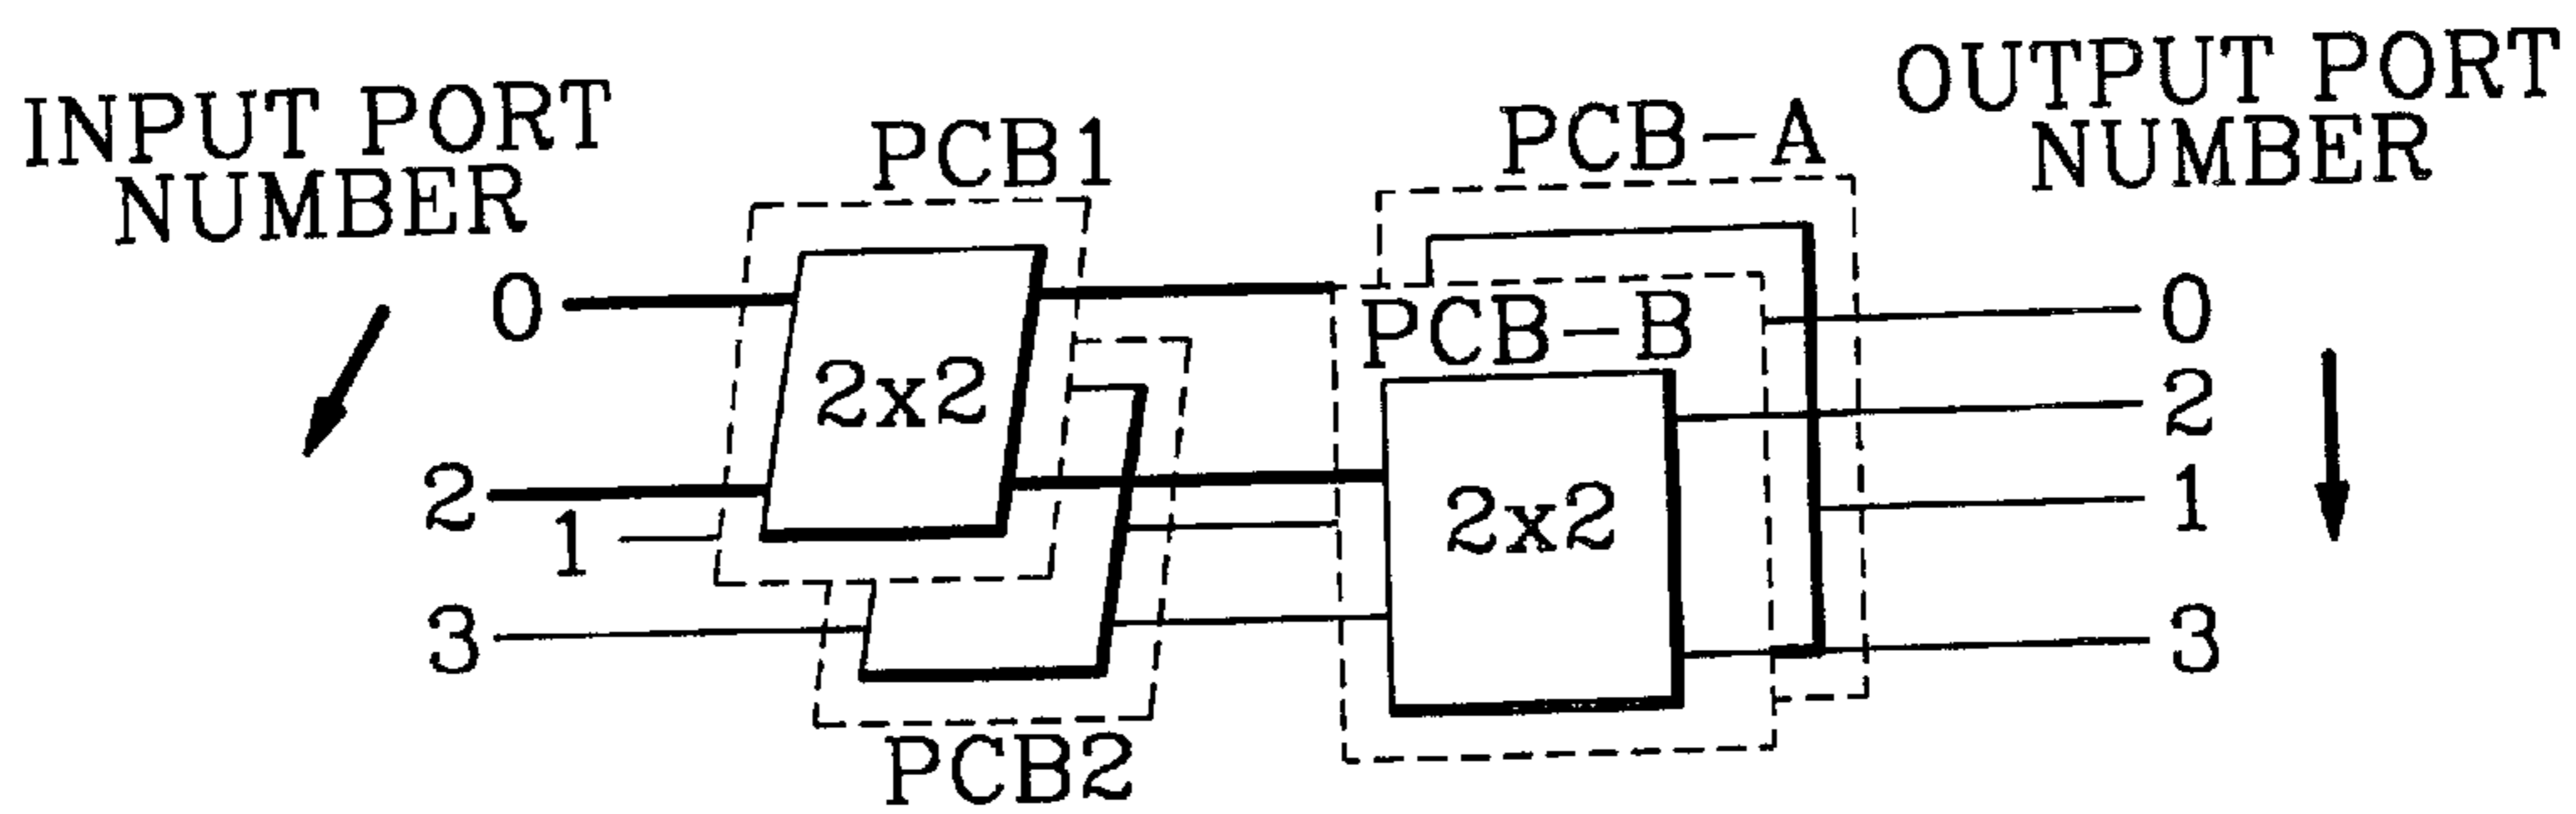 INPUT PORT
NUMBER
PCB1
PCB-A
OUTPUT PORT
NUMBER
0
2x2
PCB-B
0
2
2
1
2x2
1
3
3
PCB2